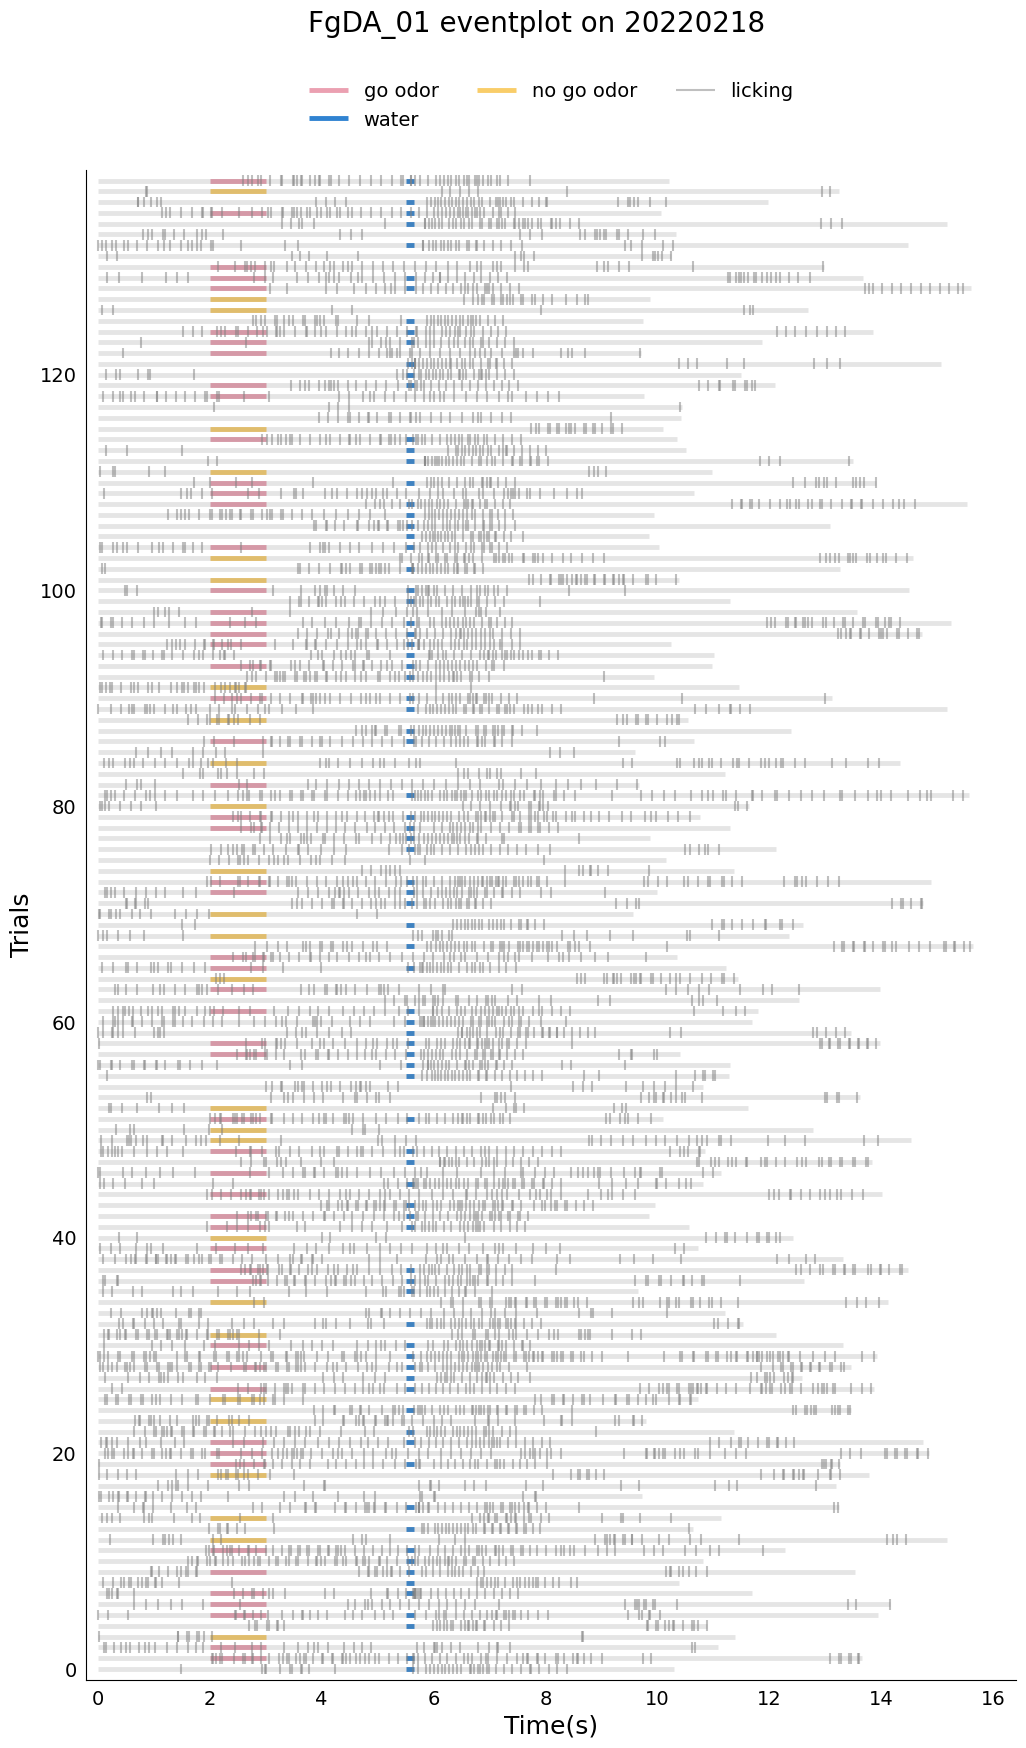 FgDA_01 eventplot on 20220218
go odor
no go odor
licking
water
120
100
80
60
40
20
0
Trials
0 2 4 6 8 10 12 14 16
Time(s)